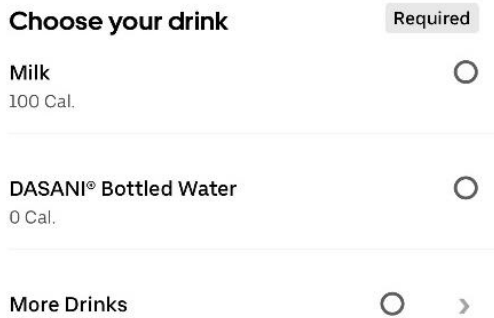 Choose your drink Required
Milk
100 Cal.
DASANI® Bottled Water
0 Cal.
More Drinks